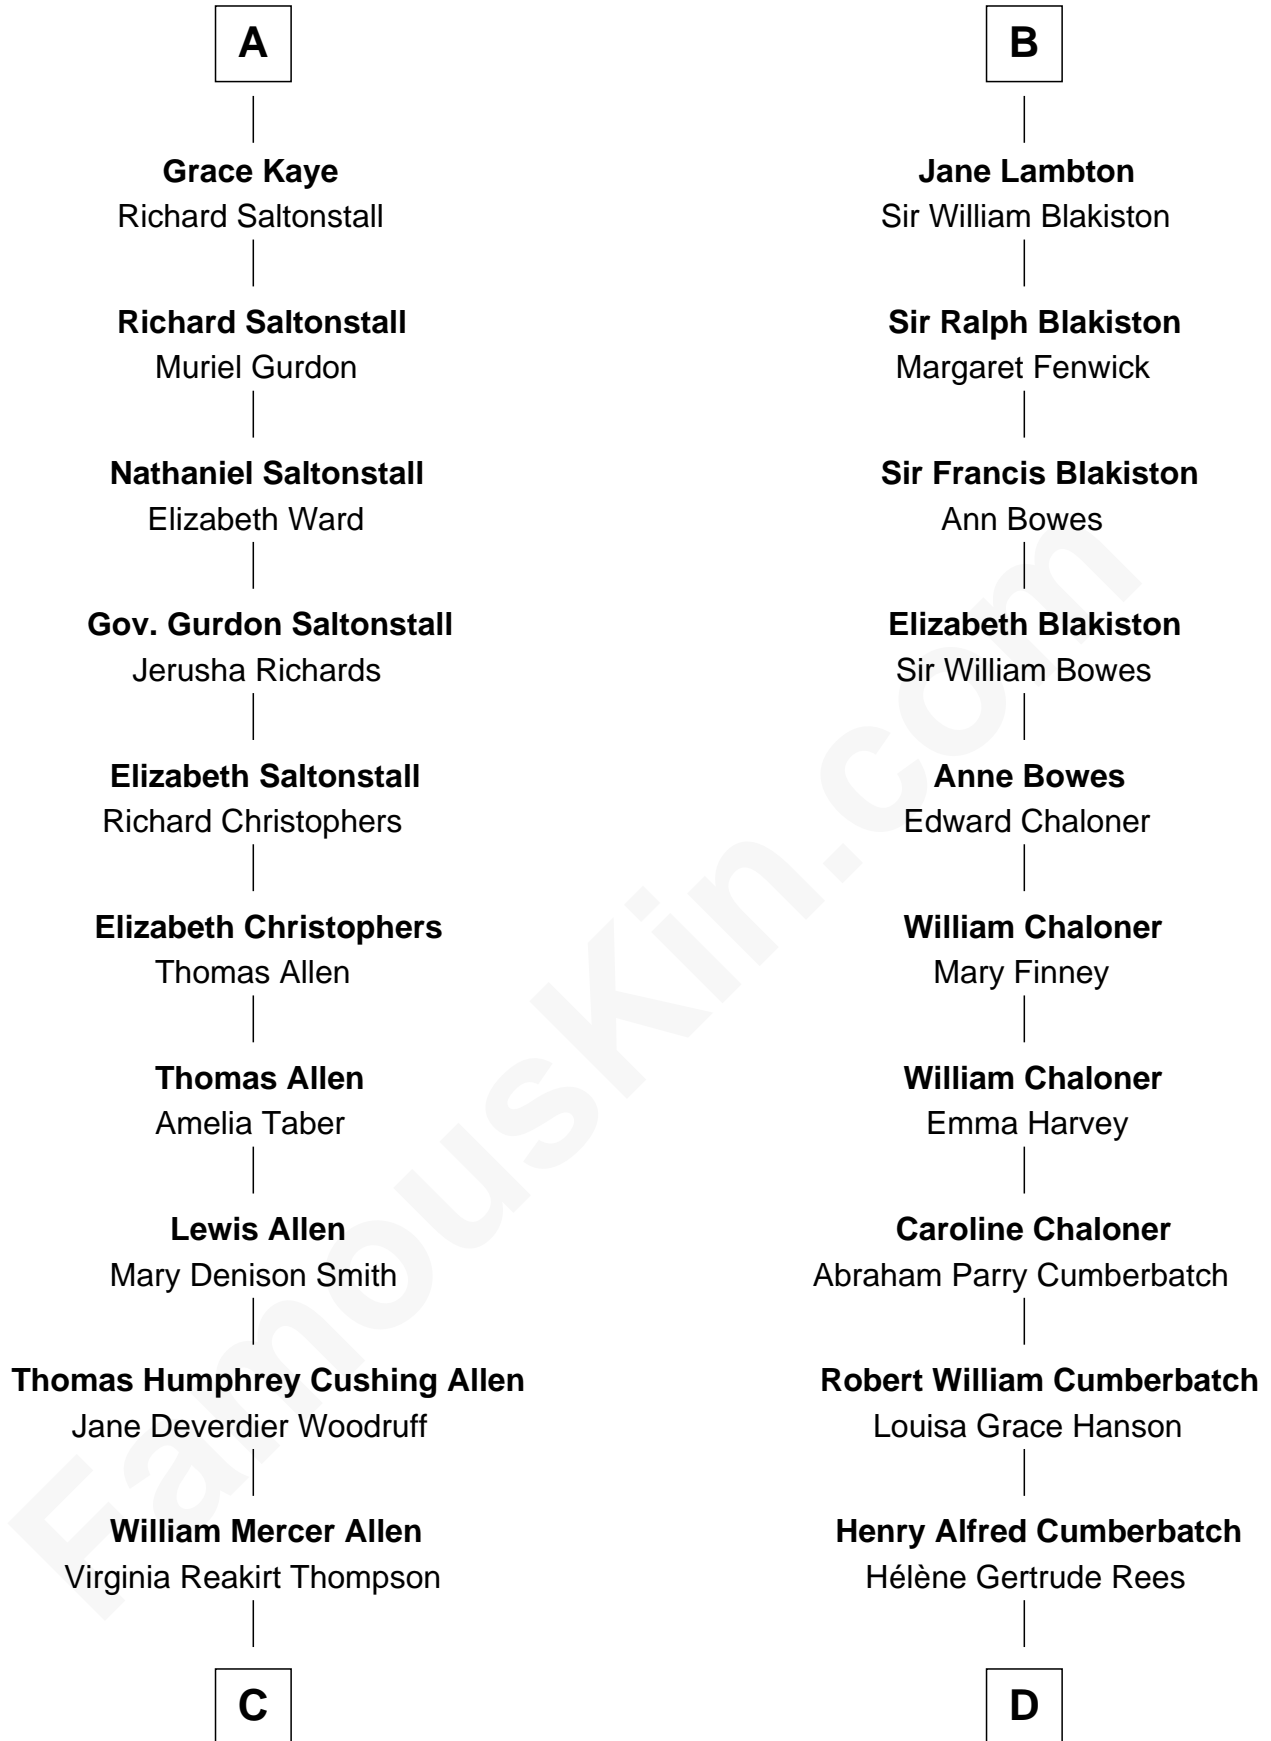 A
Grace Kaye
Richard Saltonstall
Richard Saltonstall
Muriel Gurdon
Nathaniel Saltonstall
Elizabeth Ward
Gov. Gurdon Saltonstall
Jerusha Richards
Elizabeth Saltonstall
Richard Christophers
Elizabeth Christophers
Thomas Allen
Thomas Allen
Amelia Taber
Lewis Allen
Mary Denison Smith
Thomas Humphrey Cushing Allen
Jane Deverdier Woodruff
William Mercer Allen
Virginia Reakirt Thompson
C
B
Jane Lambton
Sir William Blakiston
Sir Ralph Blakiston
Margaret Fenwick
Sir Francis Blakiston
Ann Bowes
Elizabeth Blakiston
Sir William Bowes
Anne Bowes
Edward Chaloner
William Chaloner
Mary Finney
William Chaloner
Emma Harvey
Caroline Chaloner
Abraham Parry Cumberbatch
Robert William Cumberbatch
Louisa Grace Hanson
Henry Alfred Cumberbatch
Hélène Gertrude Rees
D
FamousKin.com